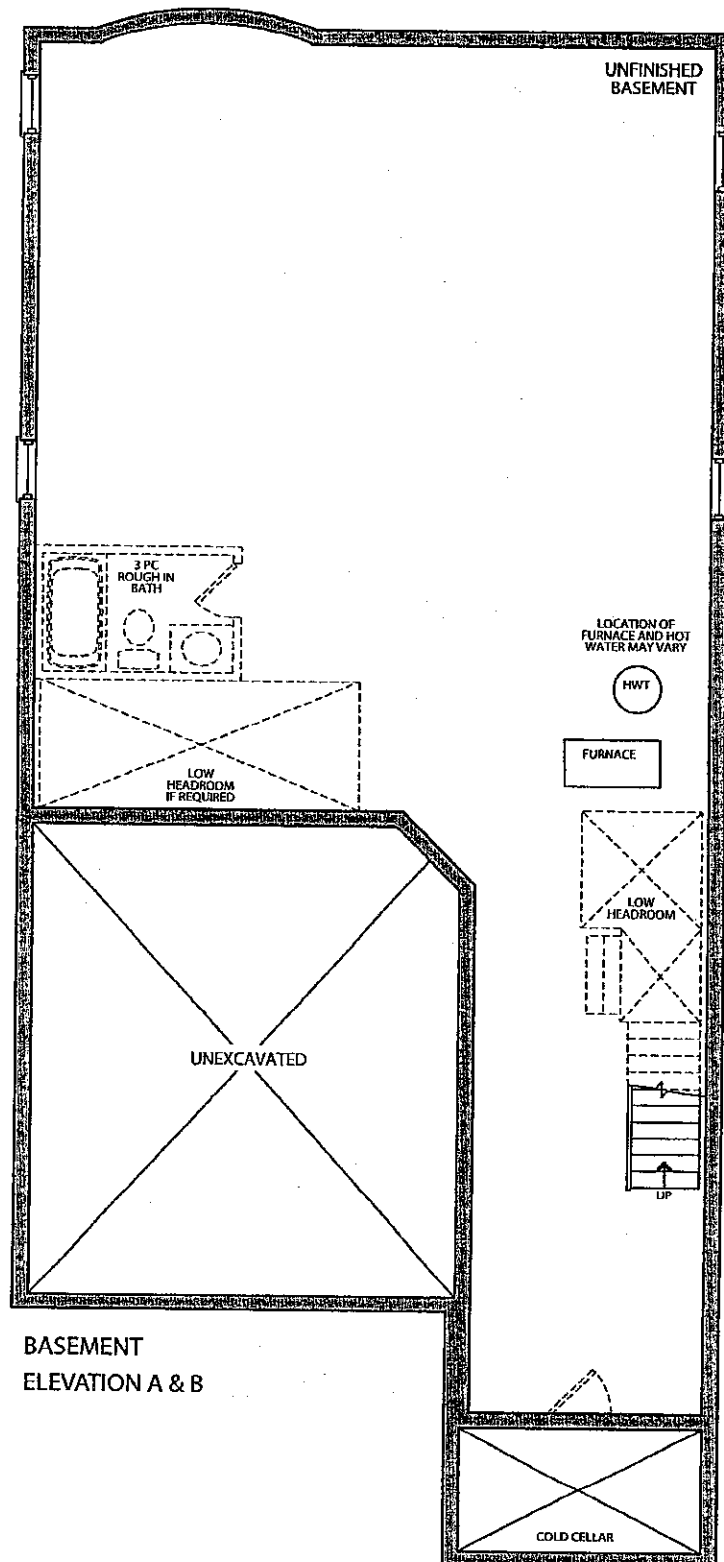 UNFINISHED
BASEMENT
3 PC
ROUGH IN
BATH
LOCATION OF
FURNACE AND HOT
WATER MAY VARY
HWT
FURNACE
LOW
HEADROOM
IF REQUIRED
LOW
HEADROOM
UNEXCAVATED
UP
BASEMENT
ELEVATION A & B
COLD CELLAR